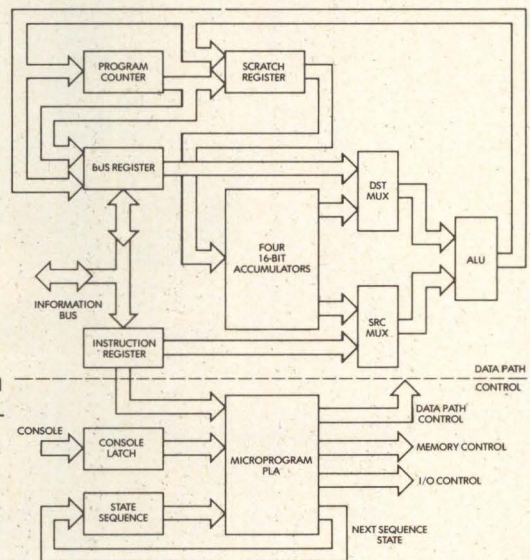 PROGRAM
COUNTER
SCRATCH
REGISTER
BUS REGISTER
DST
MUX
FOUR
16-BIT
ACCUMULATORS
ALU
INFORMATION
BUS
SRC
MUX
INSTRUCTION
REGISTER
DATA PATH
CONTROL
DATA PATH
CONTROL
CONSOLE
CONSOLE
LATCH
MICROPROGRAM
PLA
MEMORY CONTROL
I/O CONTROL
STATE
SEQUENCE
NEXT SEQUENCE
STATE